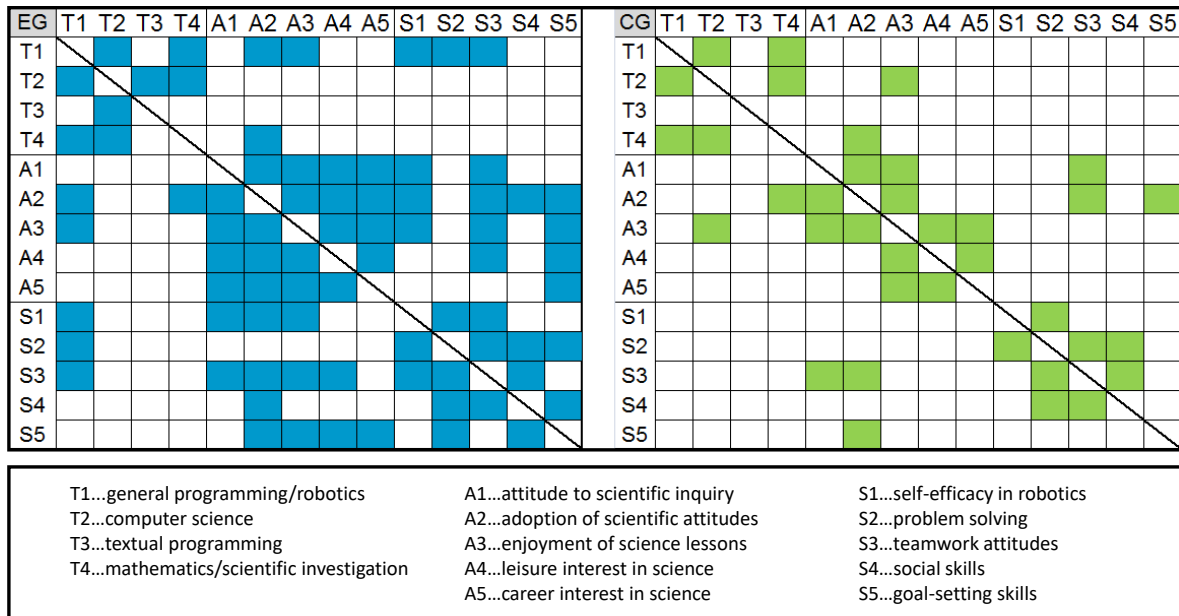 EG T1 T2 T3 T4 A1 A2 A3 A4 A5 S1 S2 S3 S4 S5
T1
T2
T3
T4
A1
A2
A3
A4
A5
S1
S2
S3
S4
S5
CG T1 T2 T3 T4 A1 A2 A3 A4 A5 S1 S2 S3 S4 S5
T1
T2
T3
T4
A1
A2
A3
A4
A5
S1
S2
S3
S4
S5
T1...general programming/robotics
T2...computer science
T3...textual programming
T4...mathematics/scientific investigation
A1...attitude to scientific inquiry
A2...adoption of scientific attitudes
A3...enjoyment of science lessons
A4...leisure interest in science
A5...career interest in science
S1...self-efficacy in robotics
S2...problem solving
S3...teamwork attitudes
S4...social skills
S5...goal-setting skills